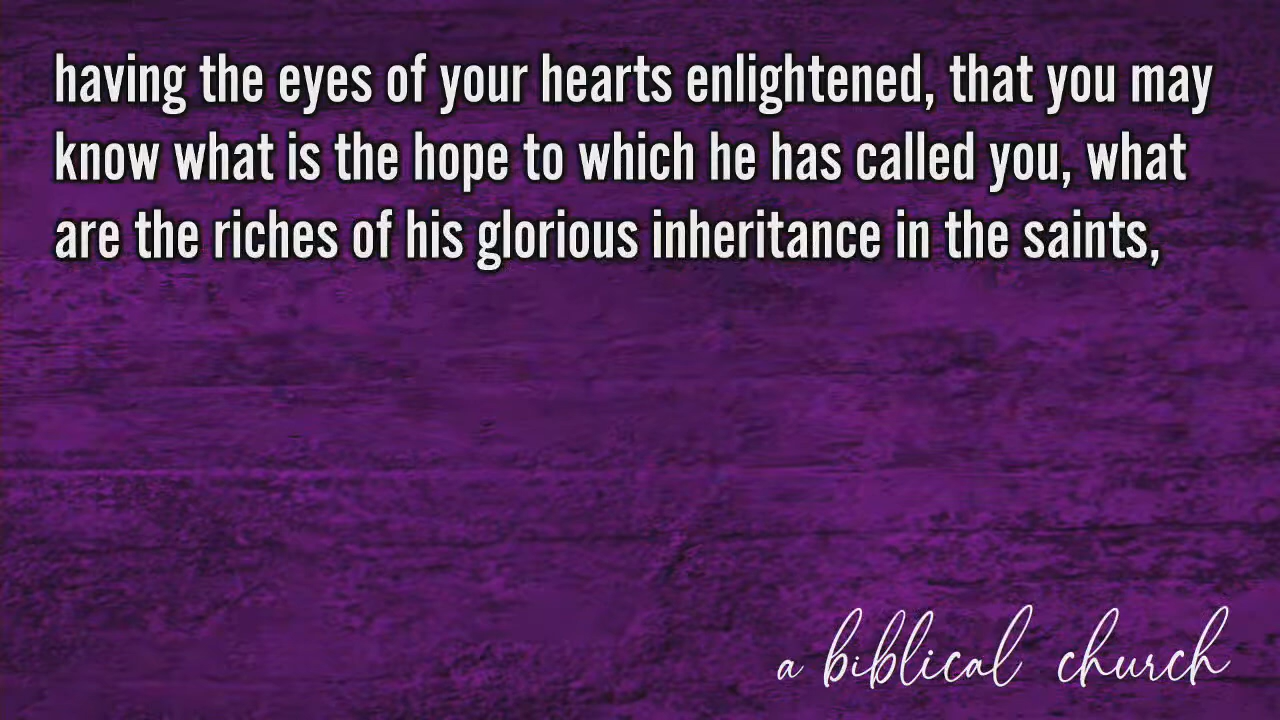 having the eyes of your hearts enlightened, that you may
know what is the hope to which he has called you, what
are the riches of his glorious inheritance in the saints,
a biblical church